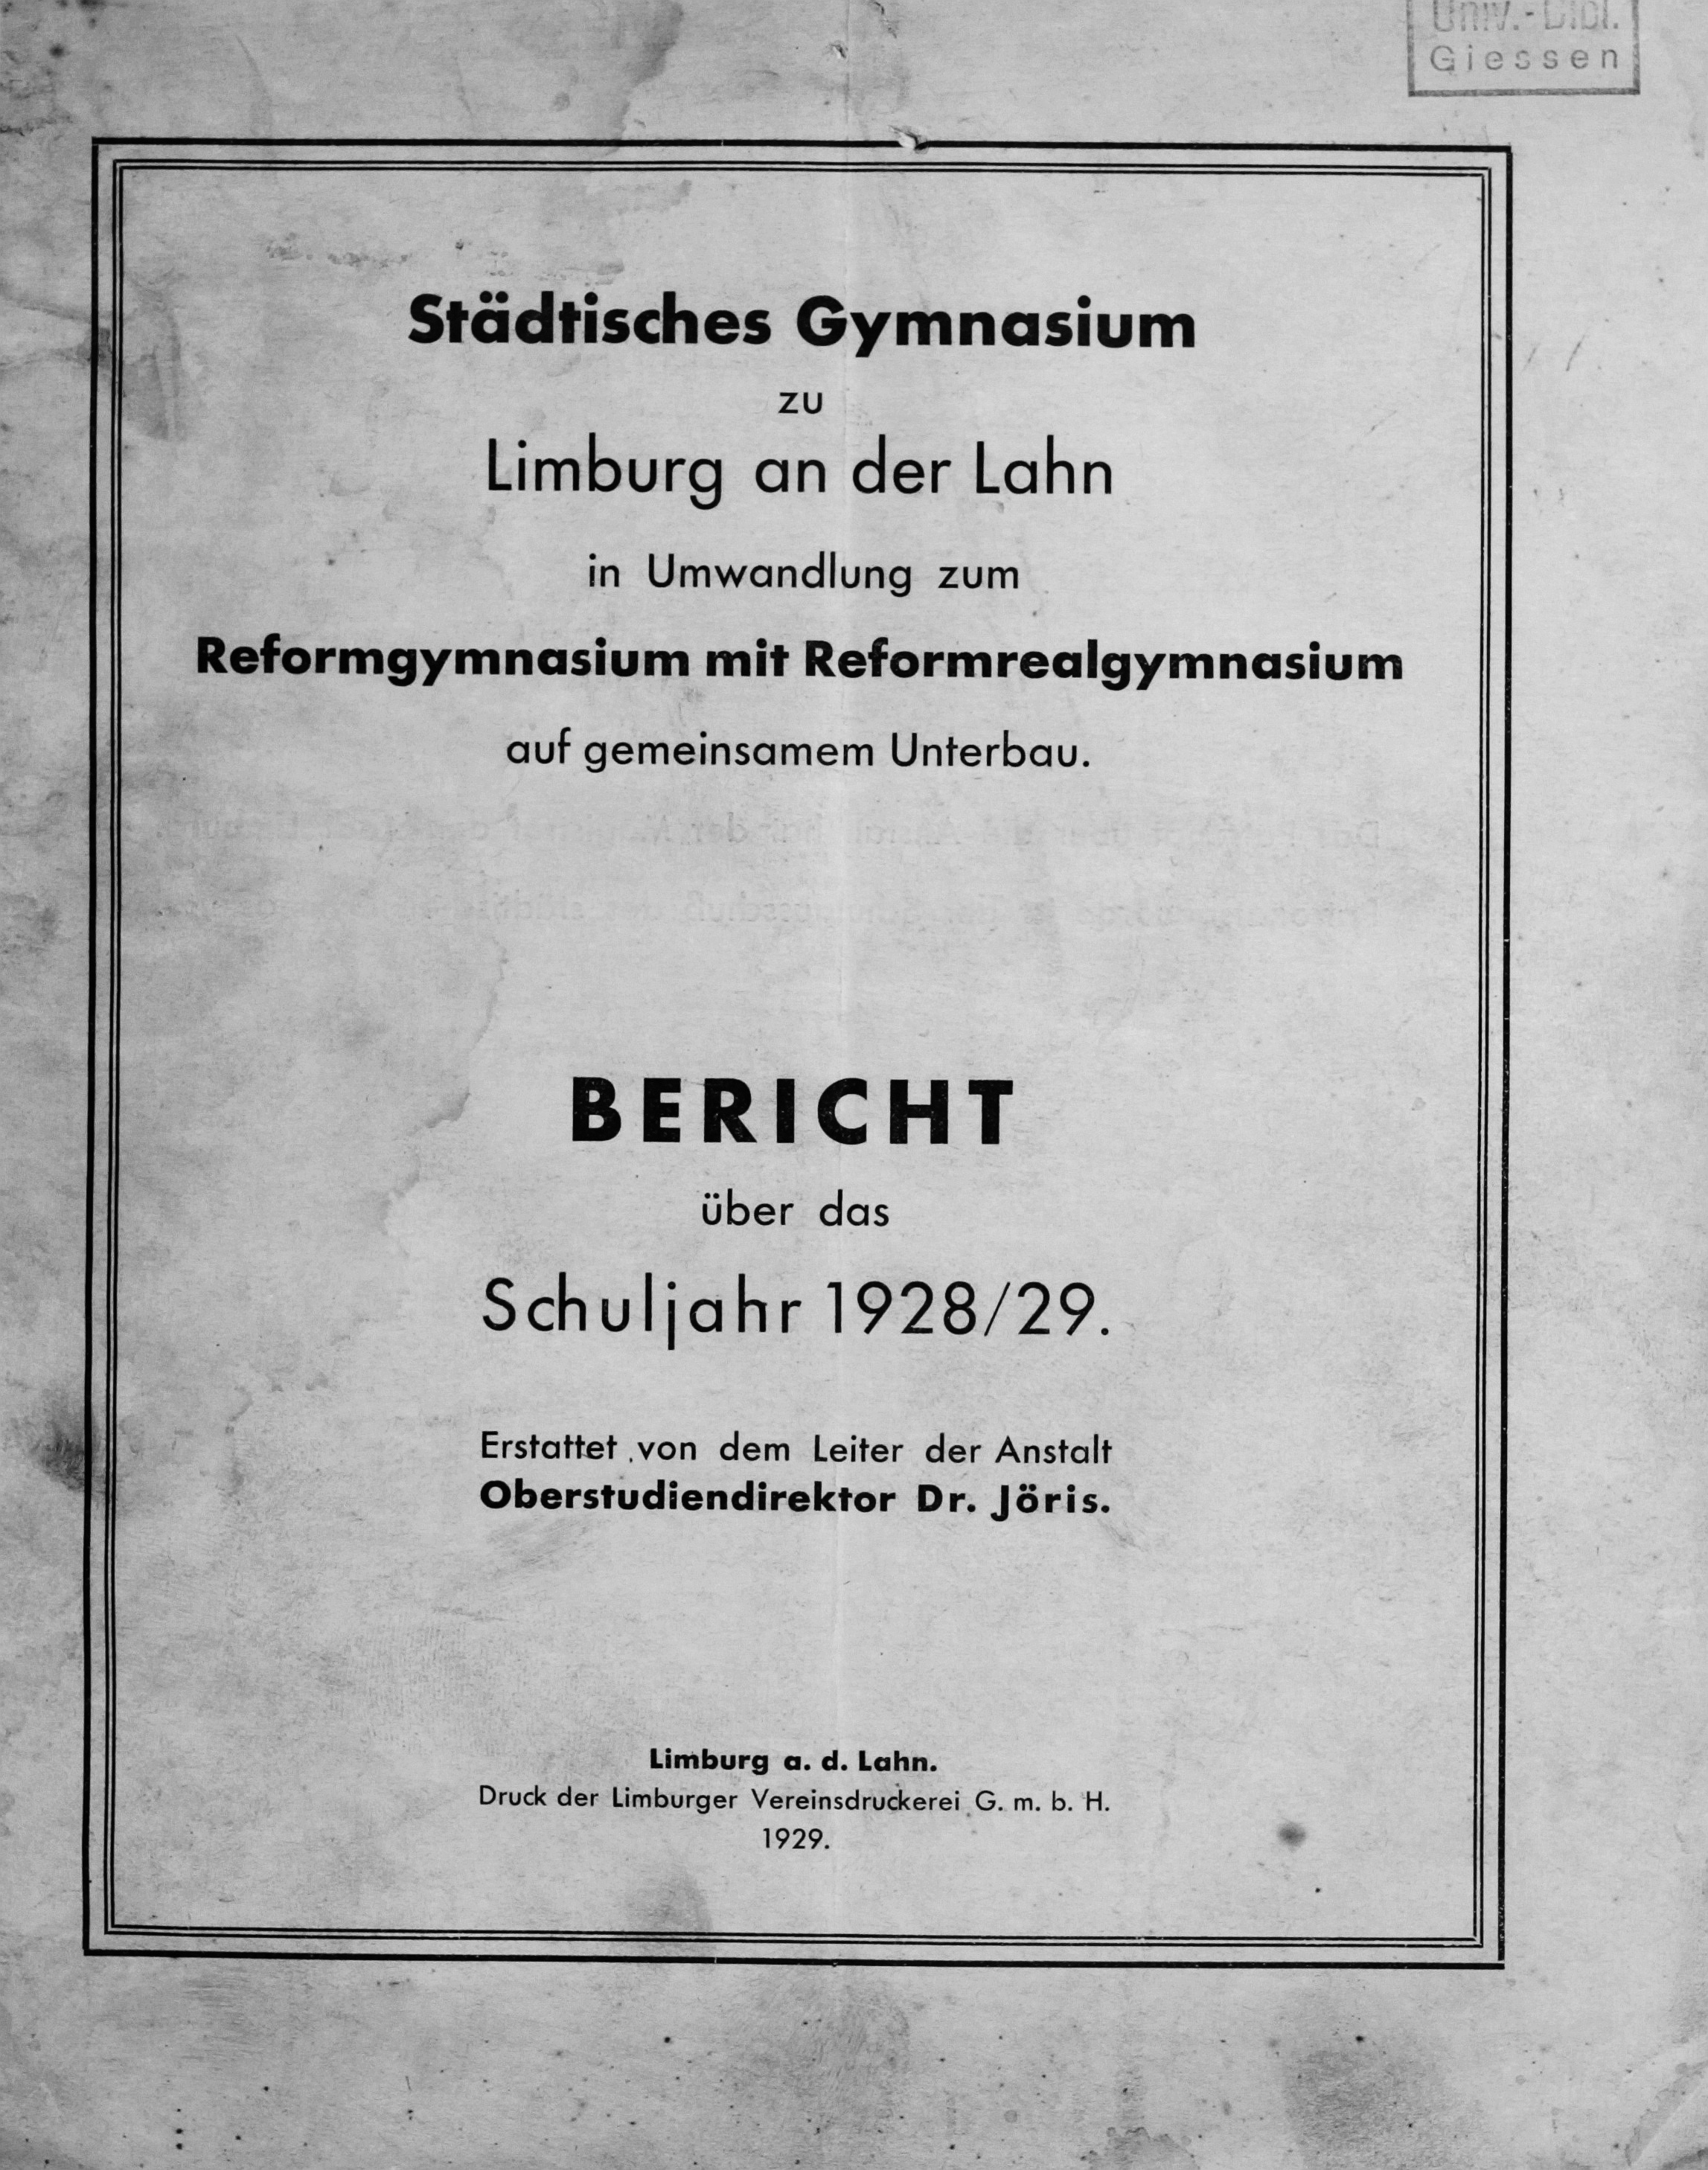 Univ.-Bibl.
Giessen
Städtisches Gymnasium
zu
Limburg an der Lahn
in Umwandlung zum
Reformgymnasium mit Reformrealgymnasium
auf gemeinsamem Unterbau.
BERICHT
über das
Schuljahr 1928/29.
Erstattet von dem Leiter der Anstalt
Oberstudiendirektor Dr. Jöris.
Limburg a. d. Lahn.
Druck der Limburger Vereinsdruckerei G. m. b. H.
1929.